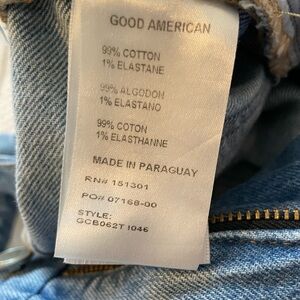 GOOD AMERICAN
99% COTTON
1% ELASTANE
99% ALGODON
1% ELASTANO
99% COTON
1% ELASTHANNE
MADE IN PARAGUAY
RN# 151301
PO# 07168-00
STYLE:
GCB062T I046